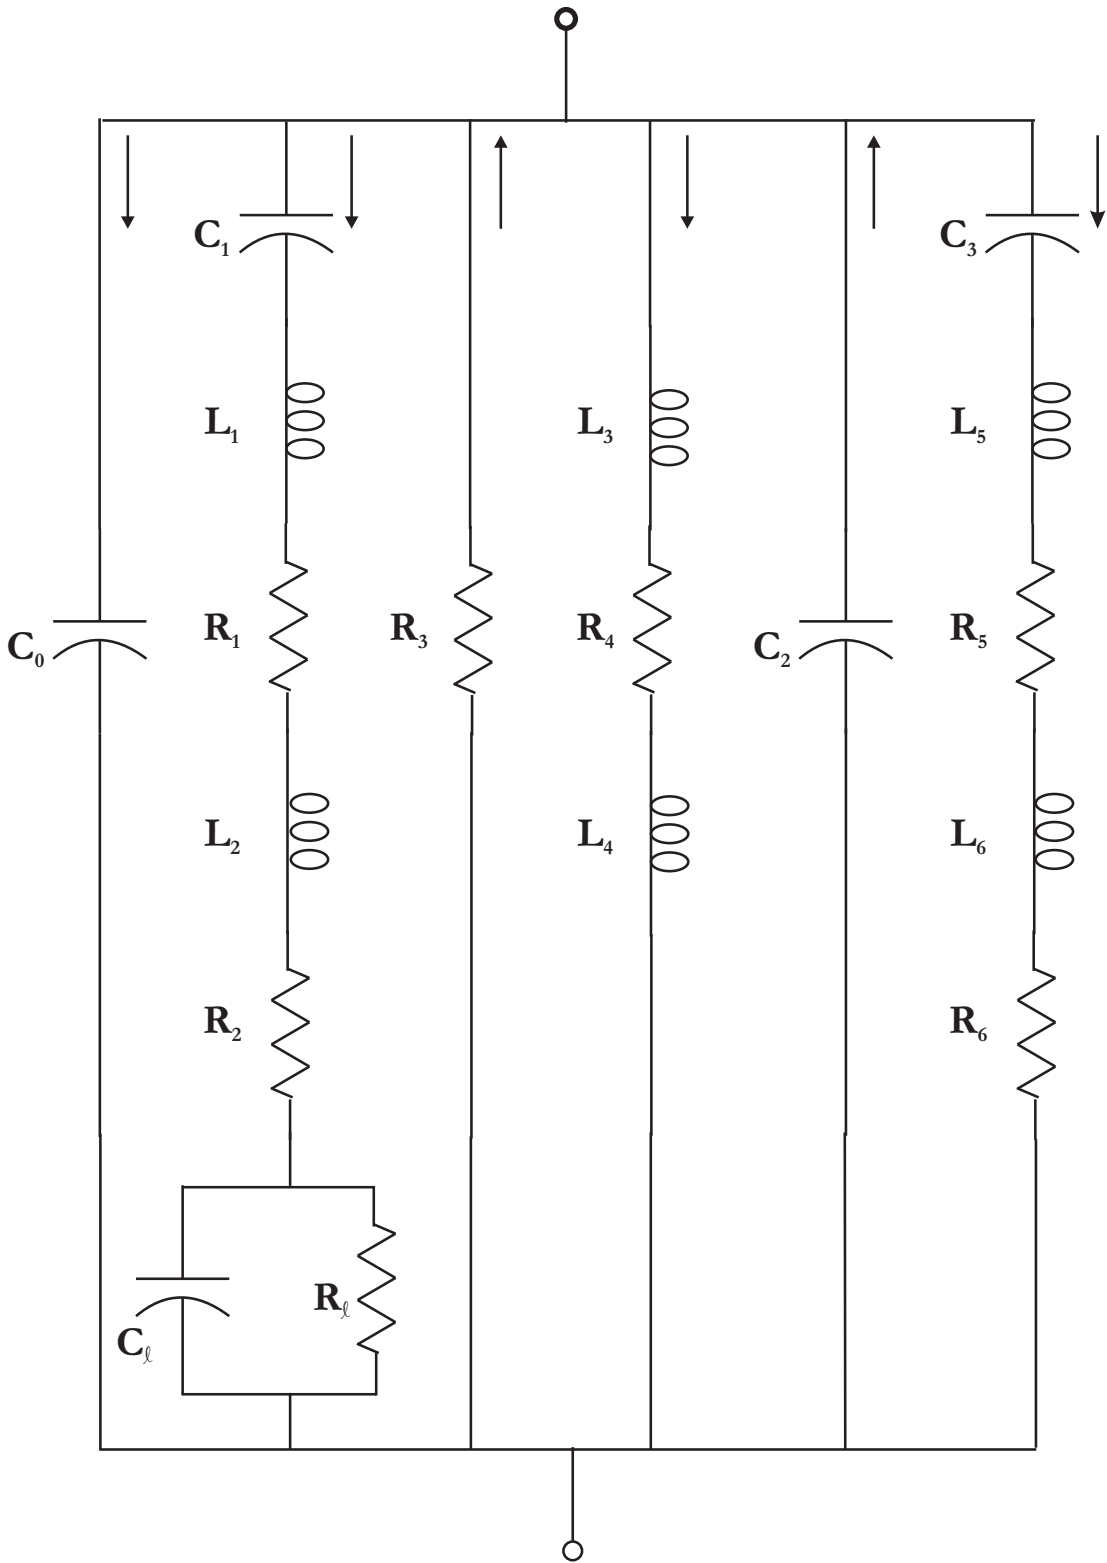 C₁ C₃
L₁ L₃ L₅
C₀ R₁ R₃ R₄ C₂ R₅
L₂ L₄ L₆
R₂ R₆
Rℓ
Cℓ